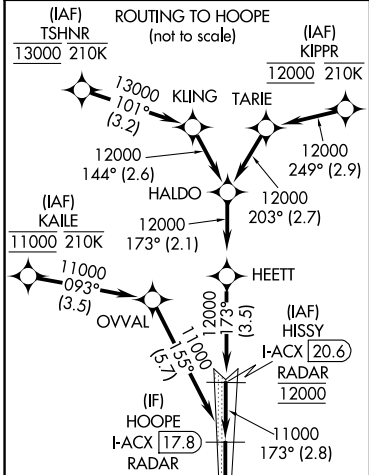 ROUTING TO HOOPE
(not to scale)
(IAF)
TSHNR
13000 210K
(IAF)
KIPPR
12000 210K
13000
101°
(3.2)
KLING
TARIE
12000
144° (2.6)
12000
249° (2.9)
HALDO
12000
203° (2.7)
12000
173° (2.1)
(IAF)
KAILE
11000 210K
11000
093°
(3.5)
HEETT
OVVAL
12000
173°
(3.5)
11000
155°
(5.7)
(IAF)
HISSY
I-ACX 20.6
RADAR
12000
(IF)
HOOPE
I-ACX 17.8
RADAR
11000
173° (2.8)